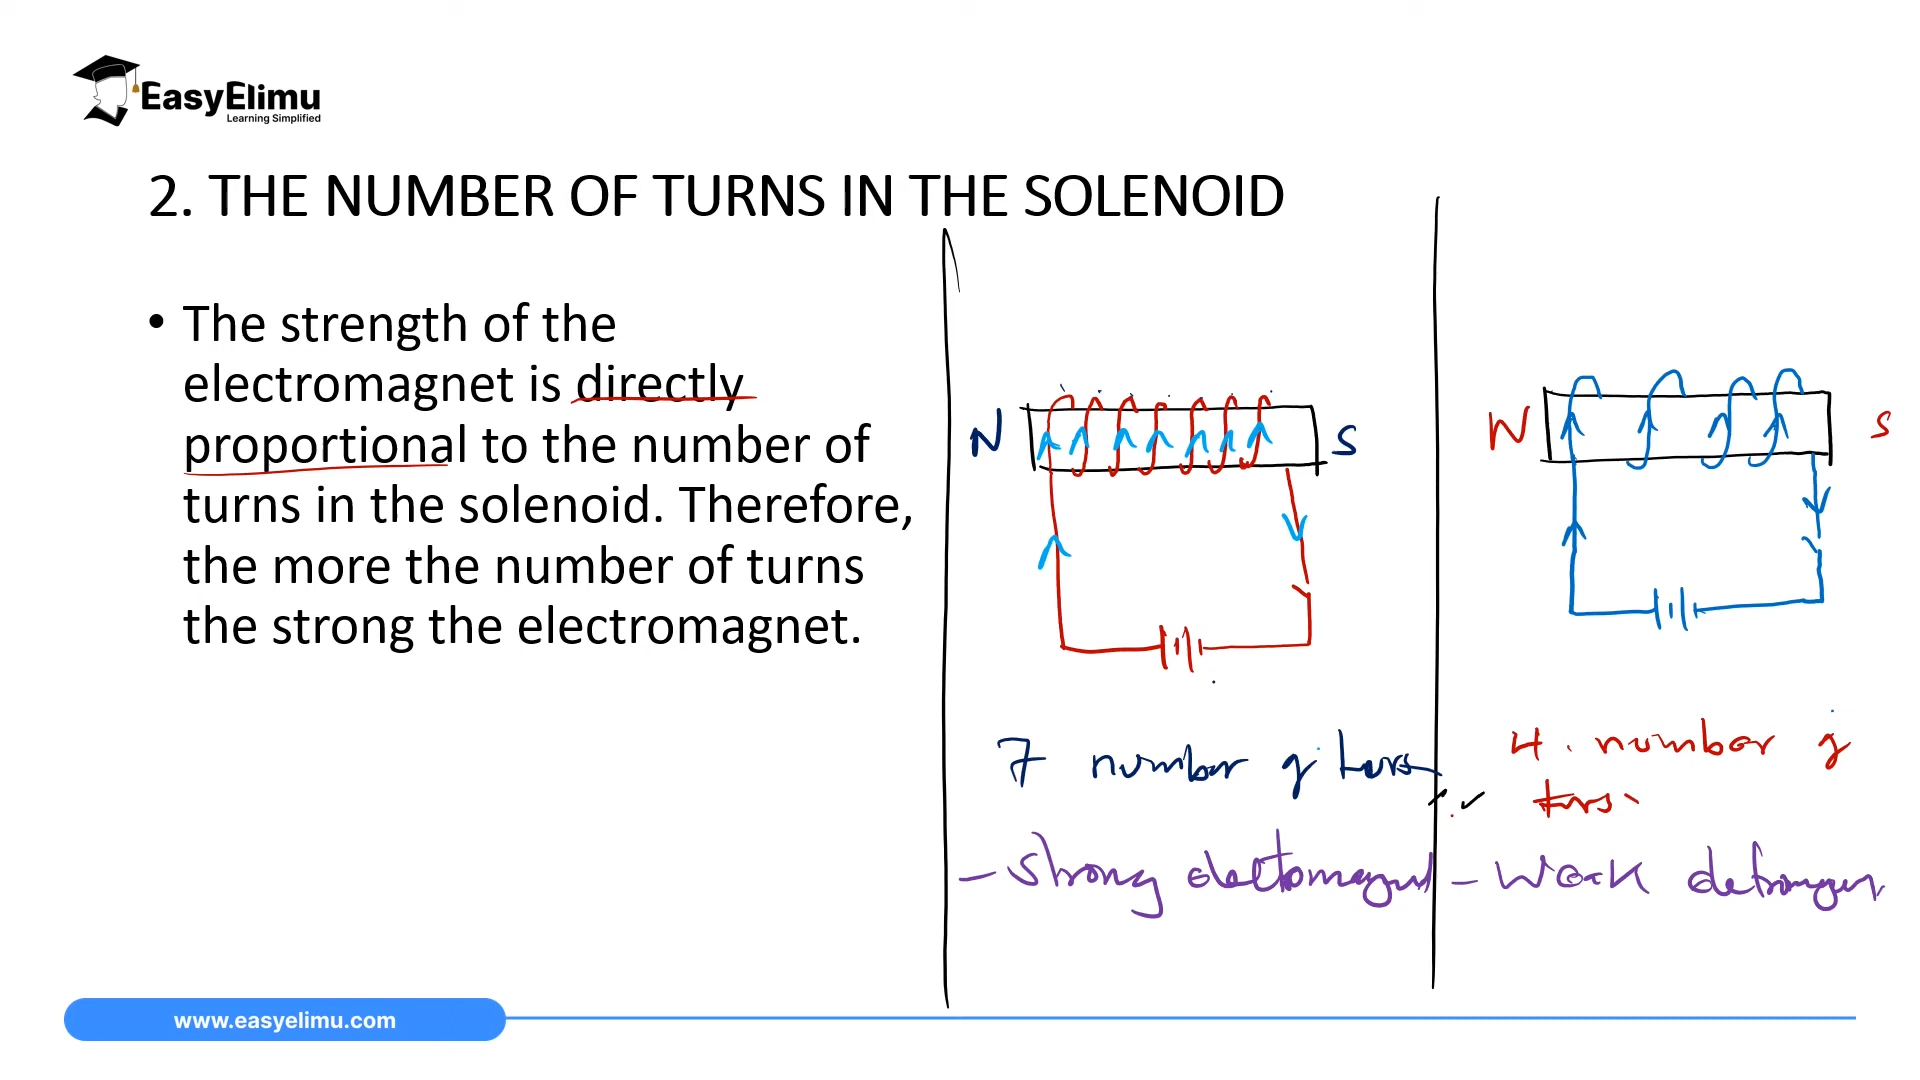 EasyElimu
Learning Simplified
2. THE NUMBER OF TURNS IN THE SOLENOID
• The strength of the
electromagnet is directly
proportional to the number of
turns in the solenoid. Therefore,
the more the number of turns
the strong the electromagnet.
N S
7 number of turns
- Strong electromagnet
N S
4. number of
turns
- Weak
www.easyelimu.com